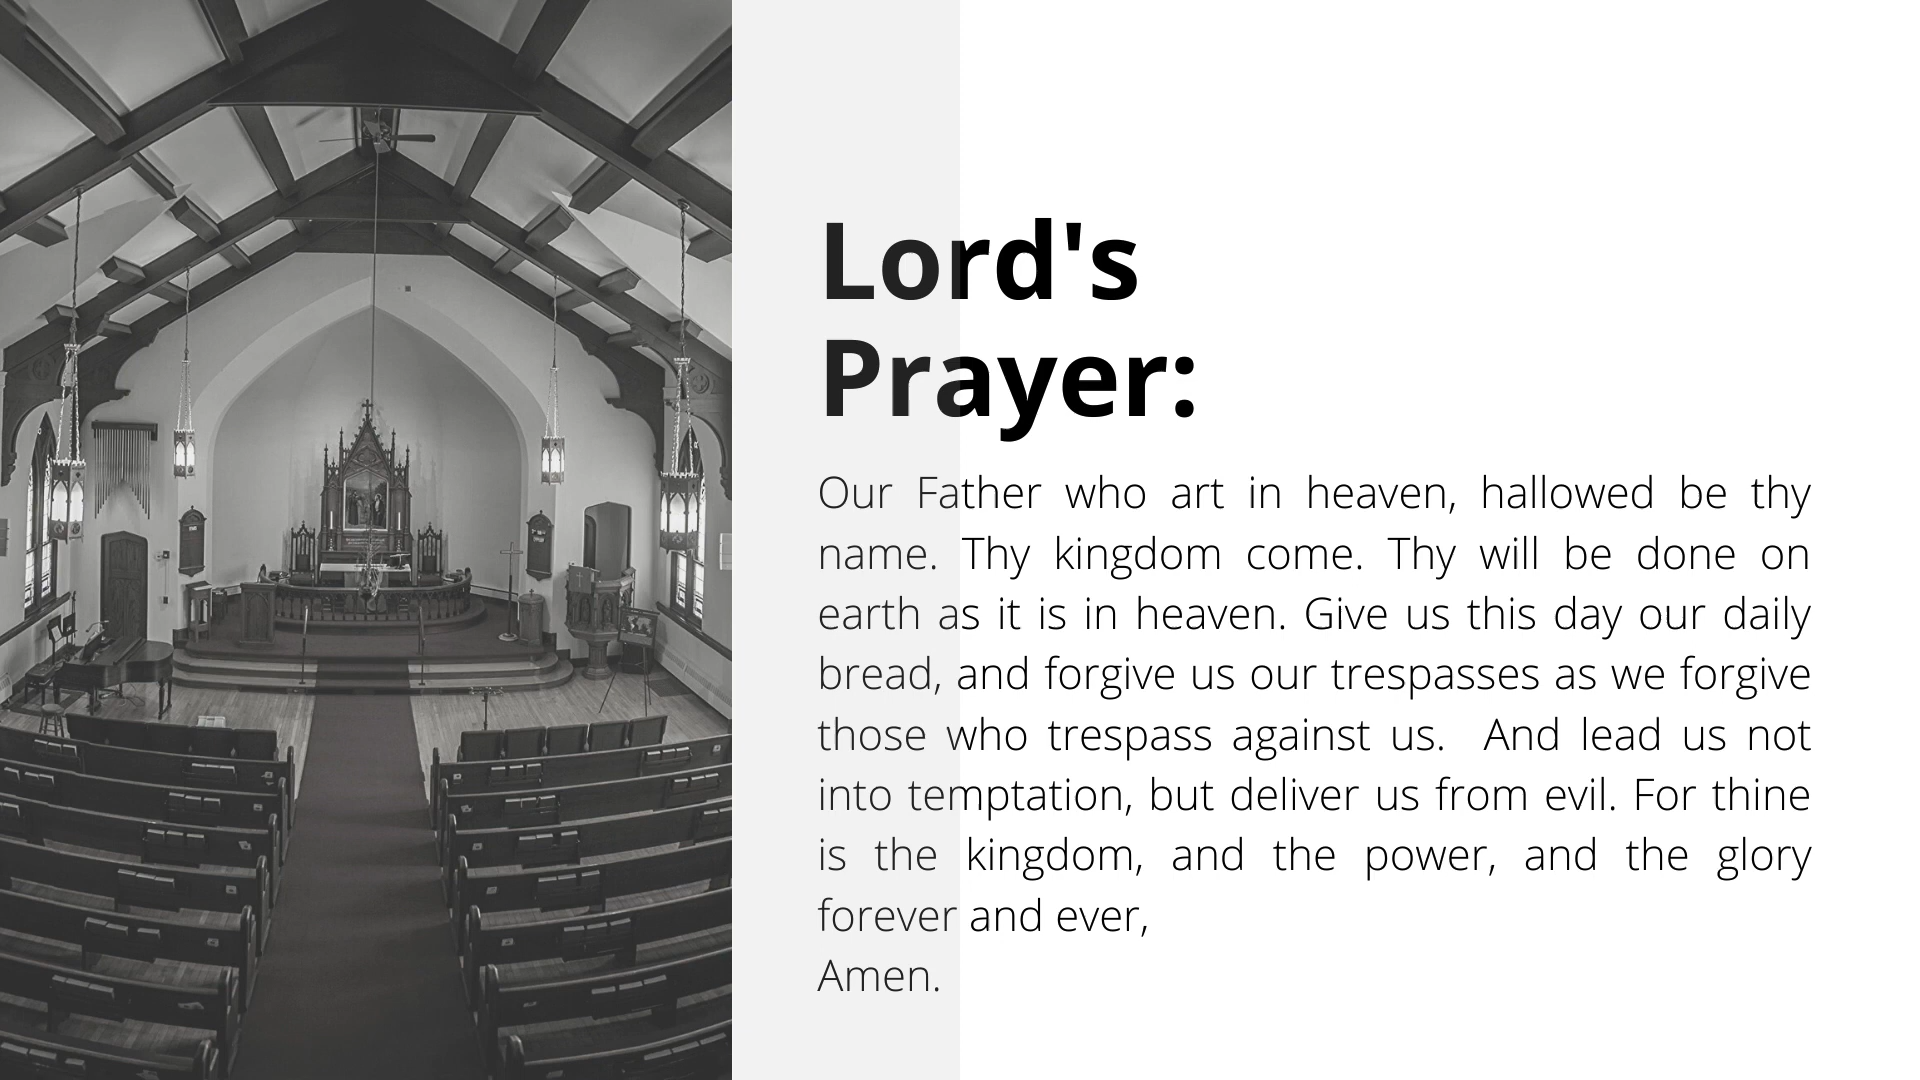 Lord's
Prayer:
Our Father who art in heaven, hallowed be thy
name. Thy kingdom come. Thy will be done on
earth as it is in heaven. Give us this day our daily
bread, and forgive us our trespasses as we forgive
those who trespass against us.  And lead us not
into temptation, but deliver us from evil. For thine
is the kingdom, and the power, and the glory
forever and ever,
Amen.